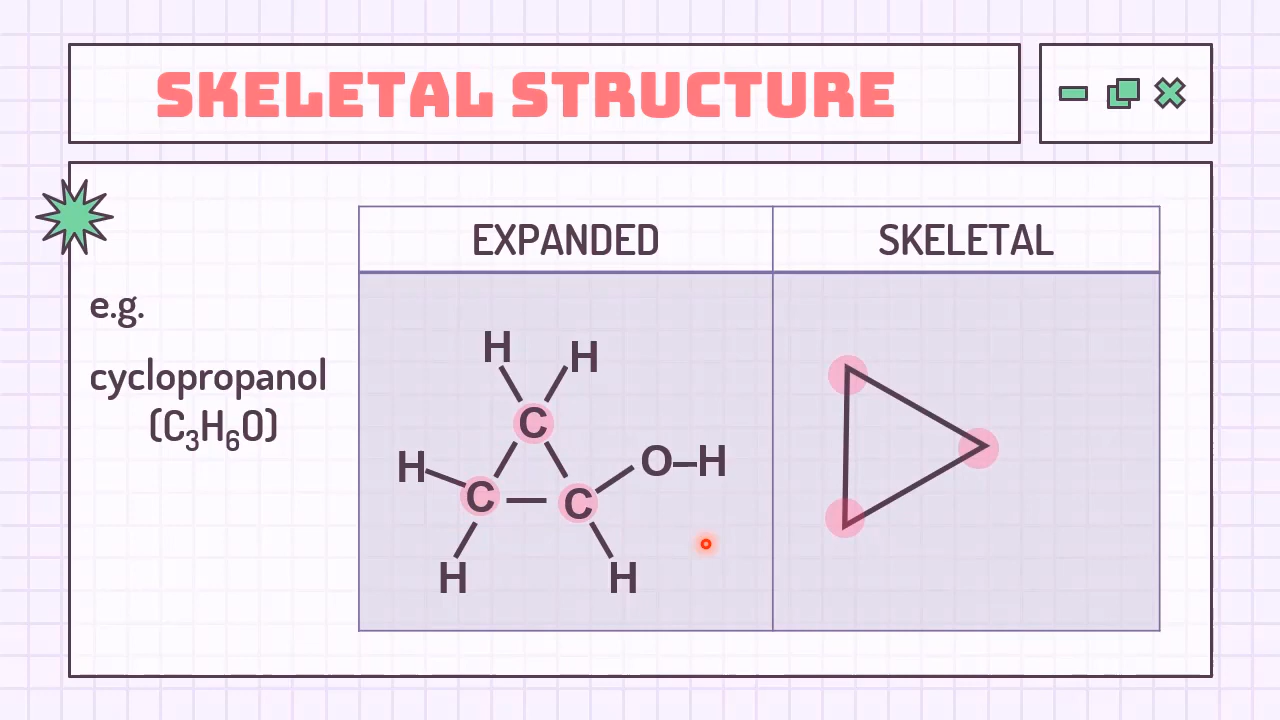 SKELETAL STRUCTURE
EXPANDED
SKELETAL
e.g.
cyclopropanol
(C₃H₆O)
H H
C
H C C O–H
H H